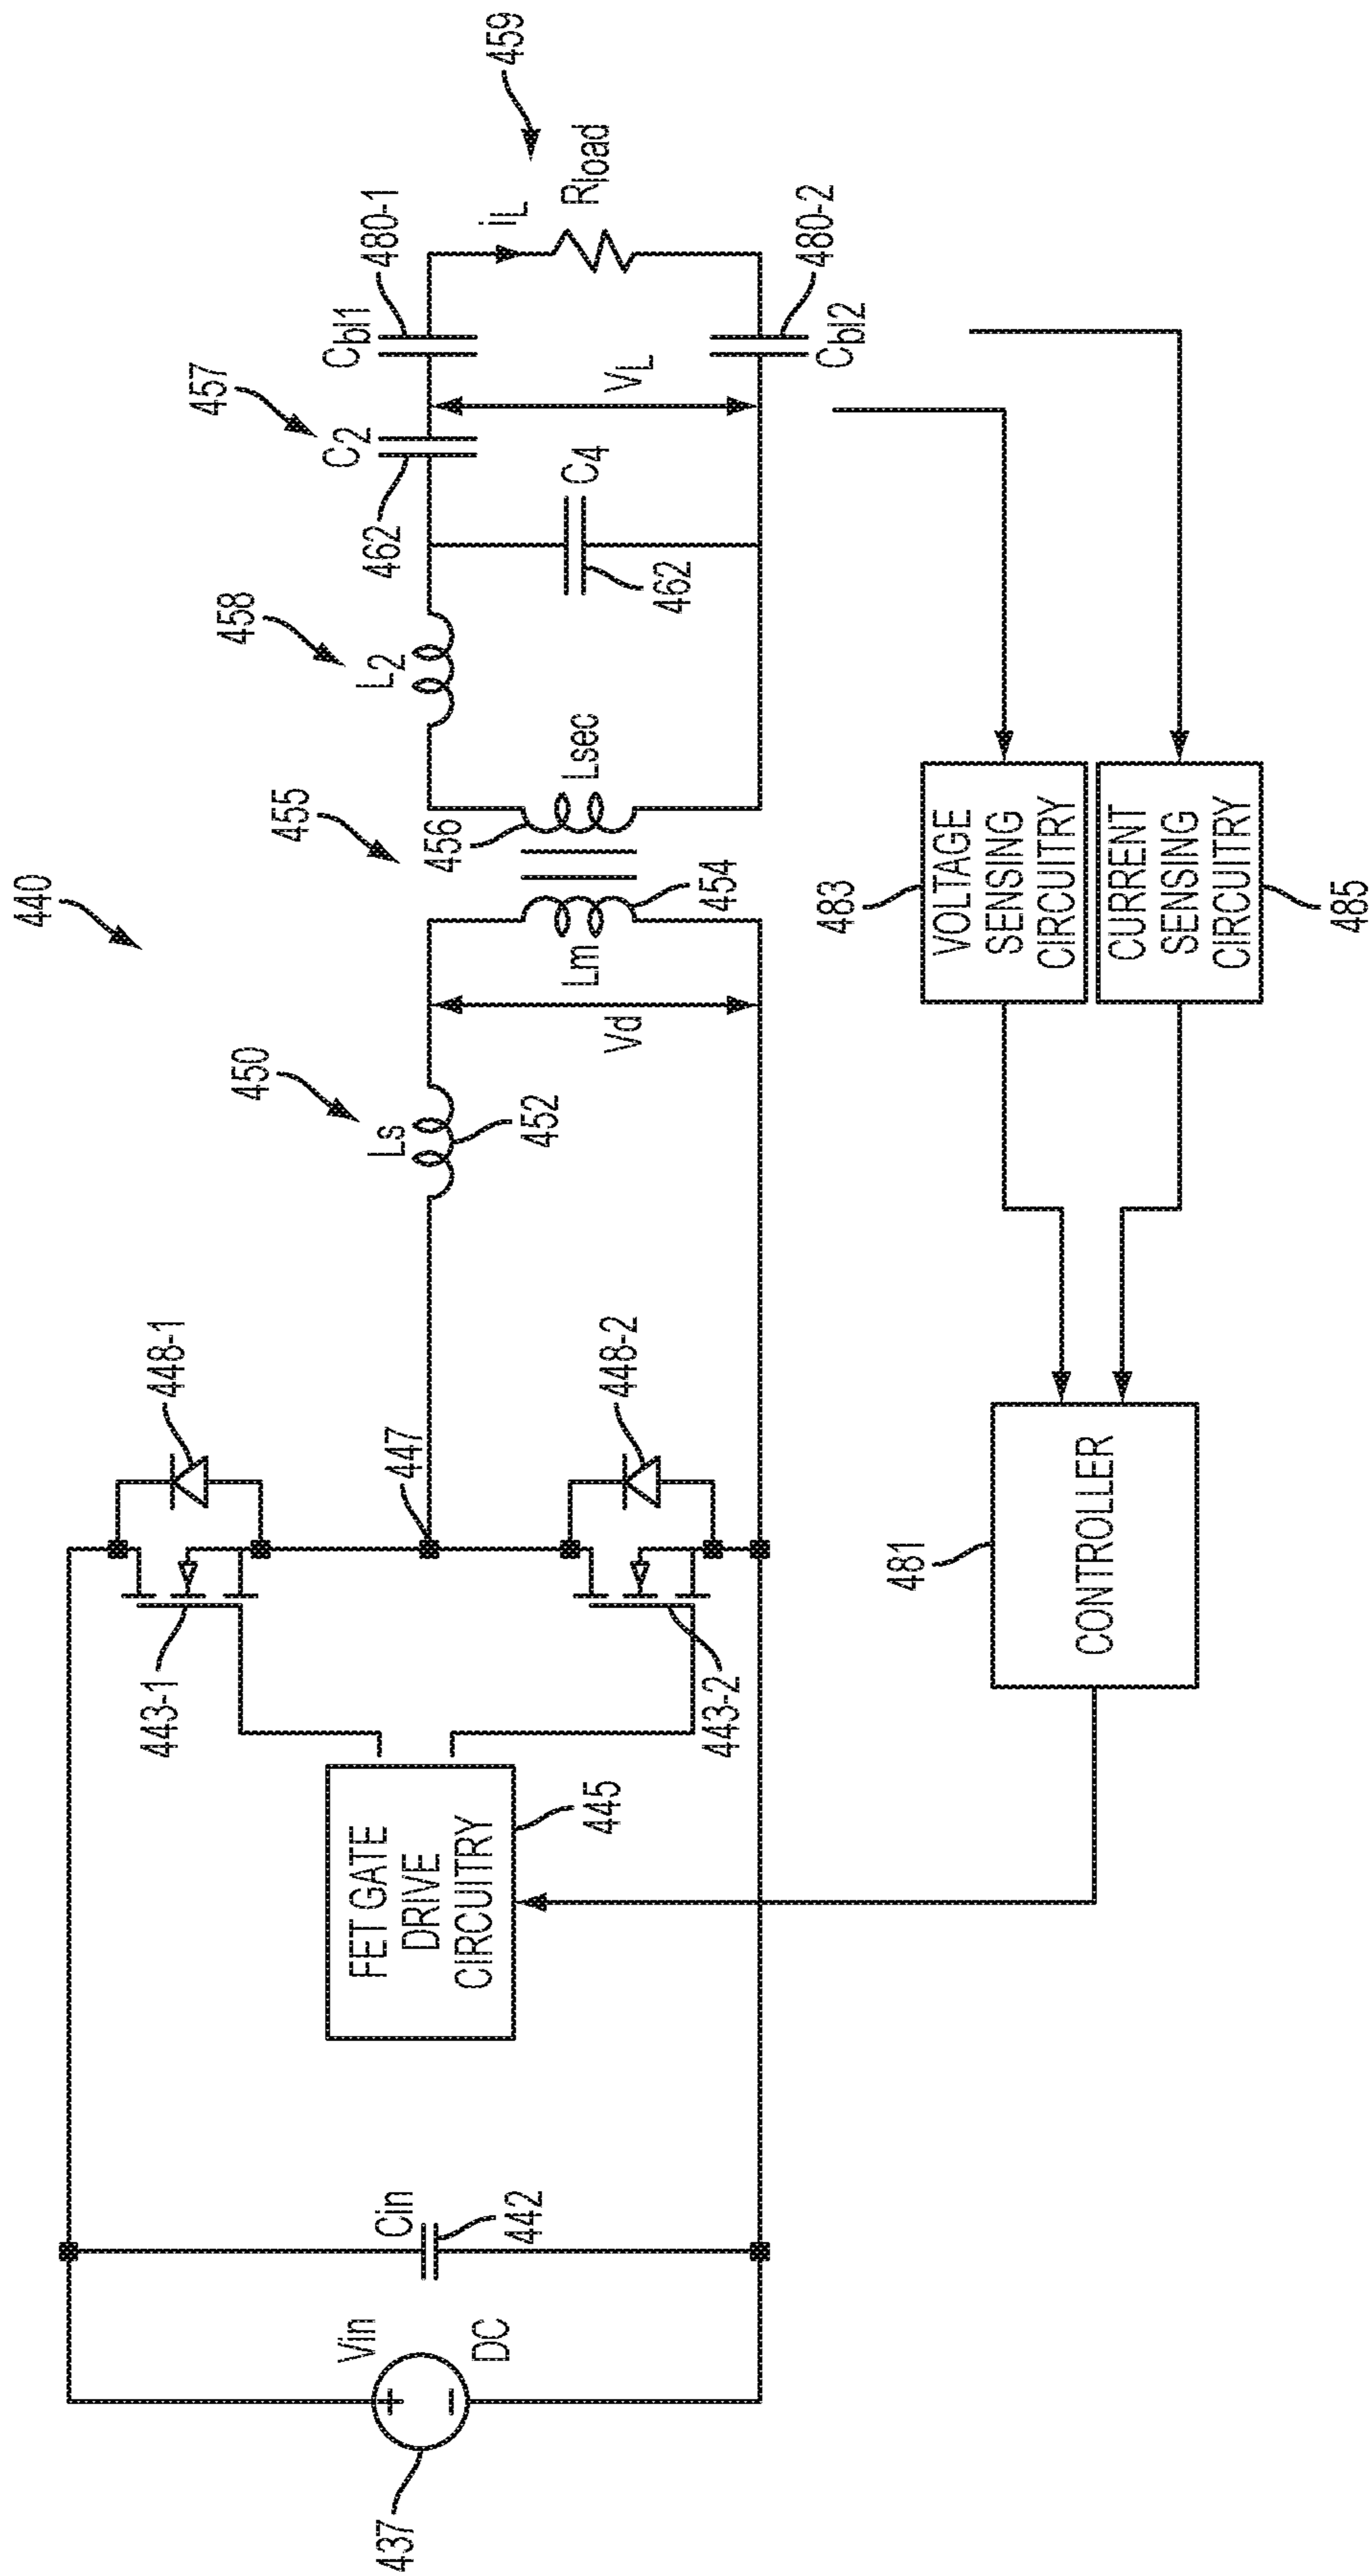 440
459
457
458
455
450
480-1
iL
Rload
Cbl1
C2
462
VL
480-2
Cbl2
C4
462
L2
Lsec
456
454
Lm
Vd
Ls
452
448-1
448-2
447
443-1
443-2
FET GATE
DRIVE
CIRCUITRY
445
Cin
442
Vin
DC
+
−
437
VOLTAGE
SENSING
CIRCUITRY
483
CURRENT
SENSING
CIRCUITRY
485
CONTROLLER
481